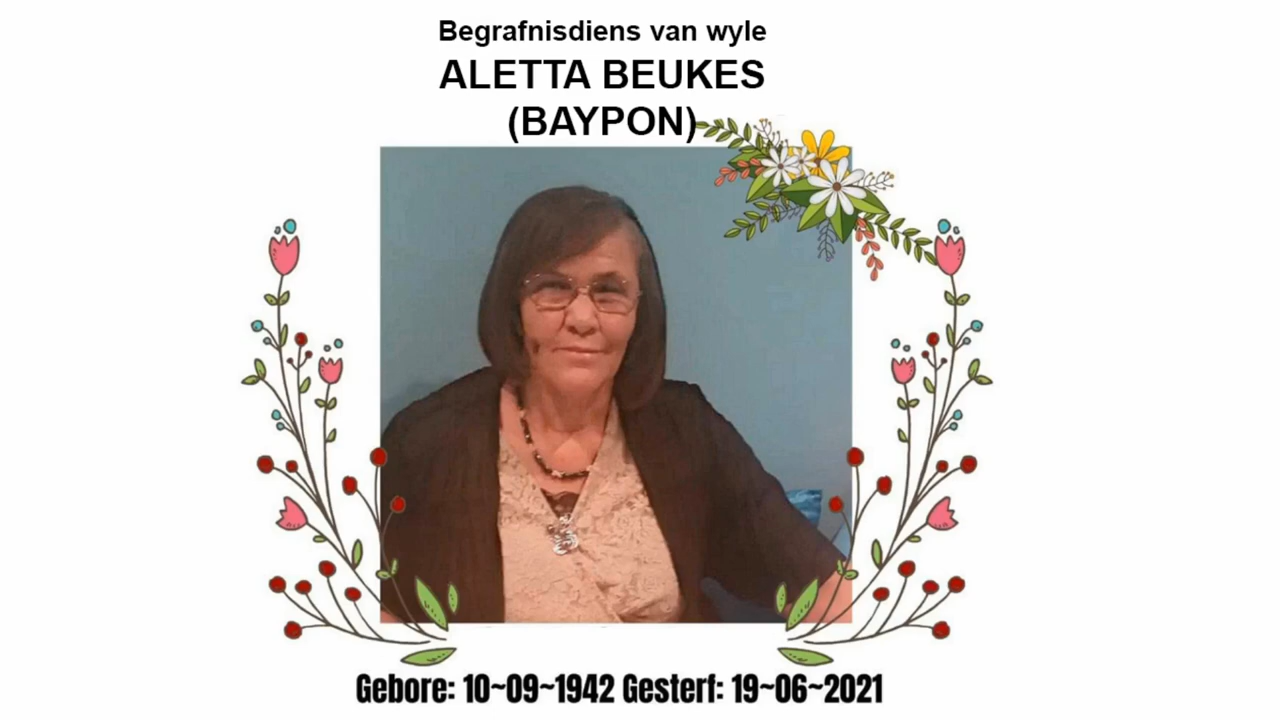 Begrafnisdiens van wyle
ALETTA BEUKES
(BAYPON)
Gebore: 10~09~1942 Gesterf: 19~06~2021